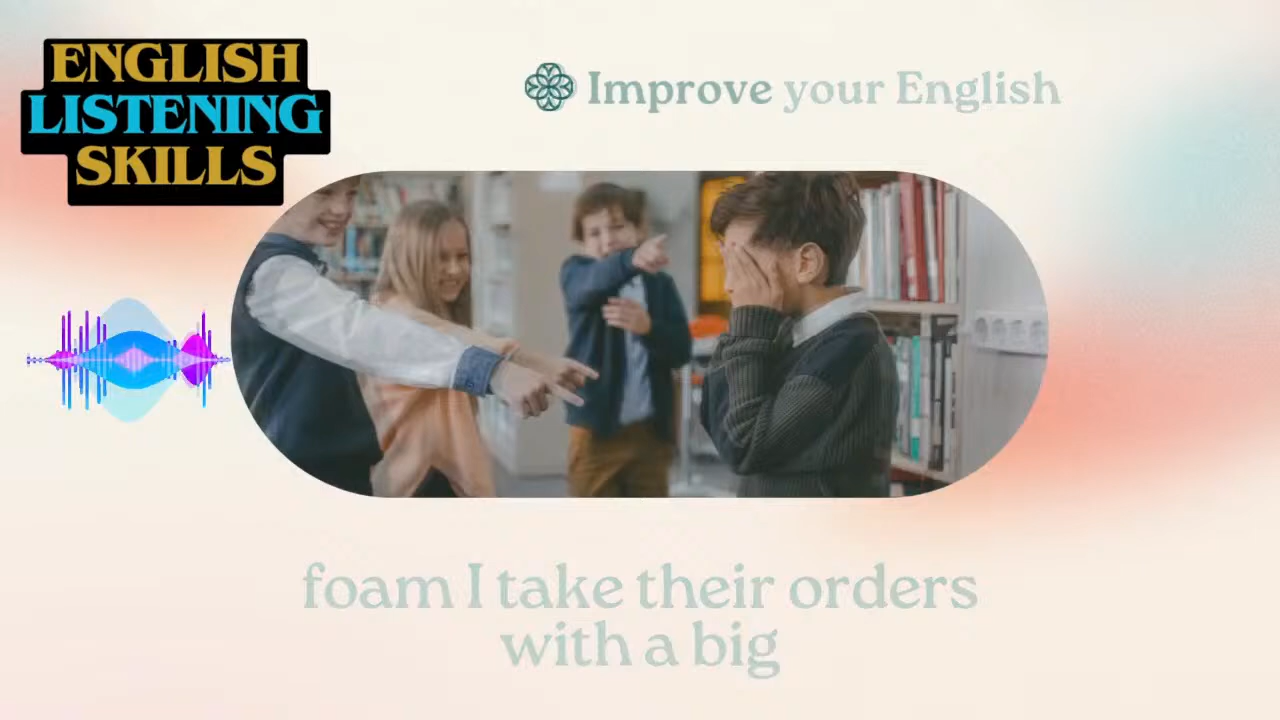 ENGLISH
LISTENING
SKILLS
Improve your English
foam I take their orders
with a big